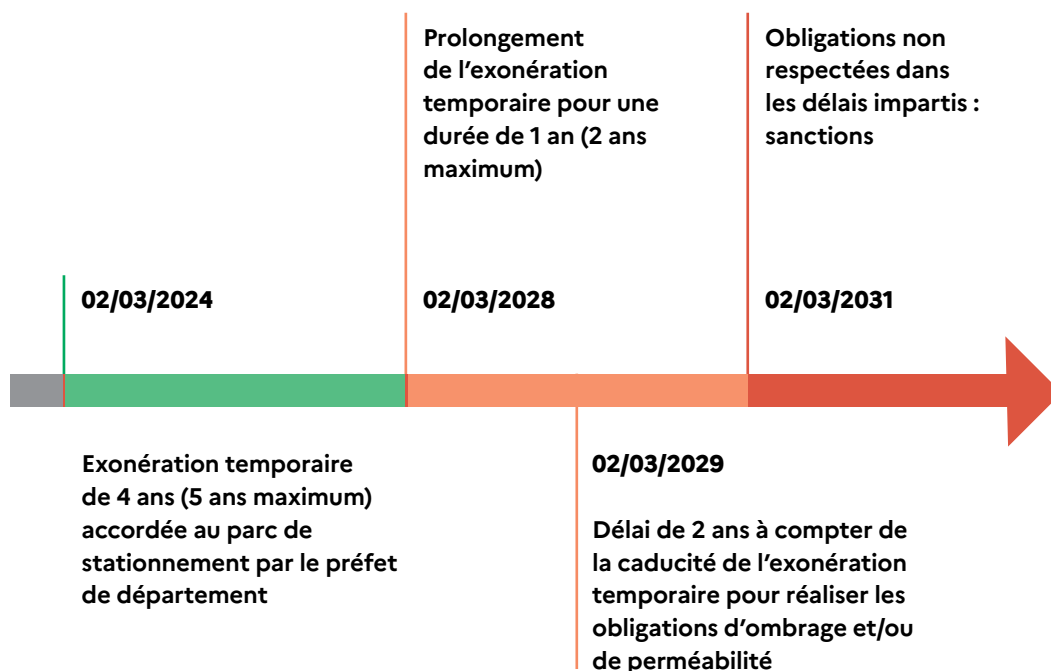 Prolongement
de l'exonération
temporaire pour une
durée de 1 an (2 ans
maximum)
Obligations non
respectées dans
les délais impartis :
sanctions
02/03/2024
02/03/2028
02/03/2031
Exonération temporaire
de 4 ans (5 ans maximum)
accordée au parc de
stationnement par le préfet
de département
02/03/2029
Délai de 2 ans à compter de
la caducité de l'exonération
temporaire pour réaliser les
obligations d'ombrage et/ou
de perméabilité